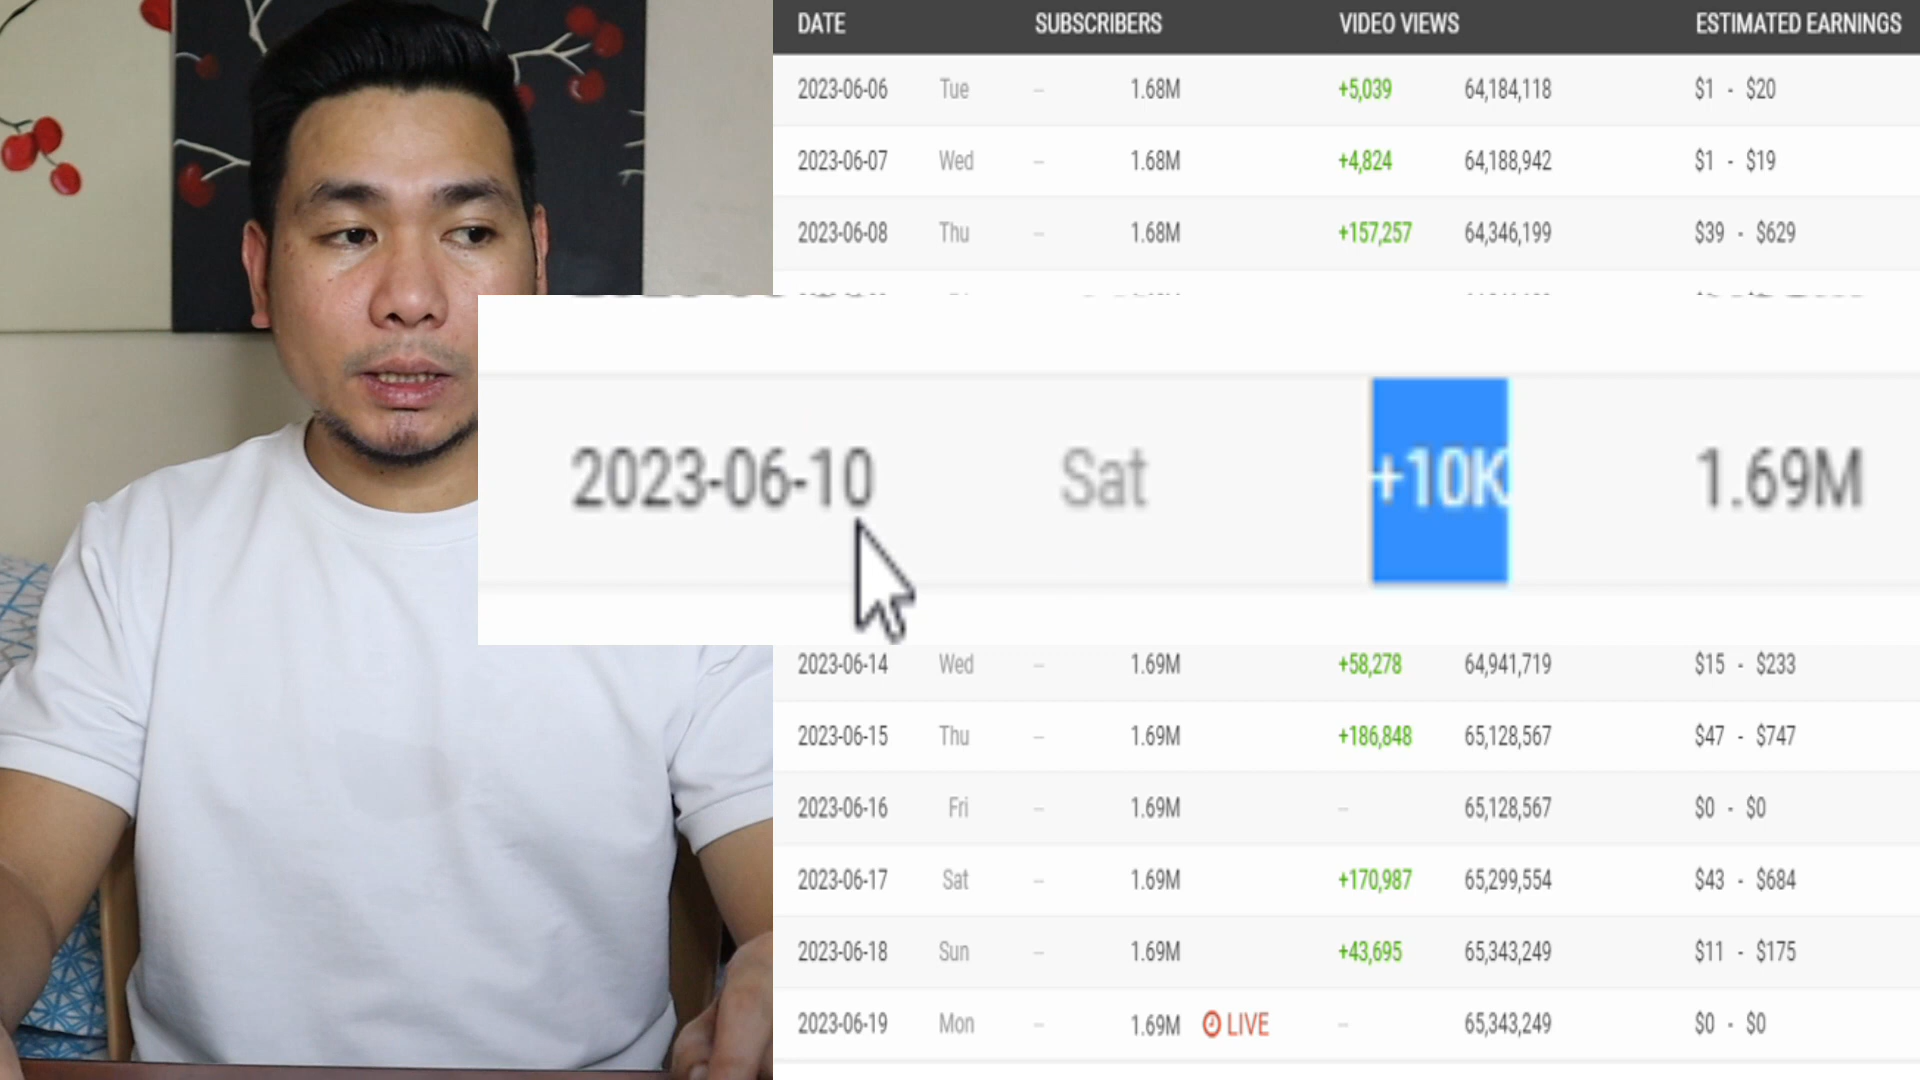 DATE SUBSCRIBERS VIDEO VIEWS ESTIMATED EARNINGS
2023-06-06 Tue -- 1.68M +5,039 64,184,118 $1 - $20
2023-06-07 Wed -- 1.68M +4,824 64,188,942 $1 - $19
2023-06-08 Thu -- 1.68M +157,257 64,346,199 $39 - $629
2023-06-10 Sat +10K 1.69M
2023-06-14 Wed -- 1.69M +58,278 64,941,719 $15 - $233
2023-06-15 Thu -- 1.69M +186,848 65,128,567 $47 - $747
2023-06-16 Fri -- 1.69M -- 65,128,567 $0 - $0
2023-06-17 Sat -- 1.69M +170,987 65,299,554 $43 - $684
2023-06-18 Sun -- 1.69M +43,695 65,343,249 $11 - $175
2023-06-19 Mon -- 1.69M LIVE -- 65,343,249 $0 - $0